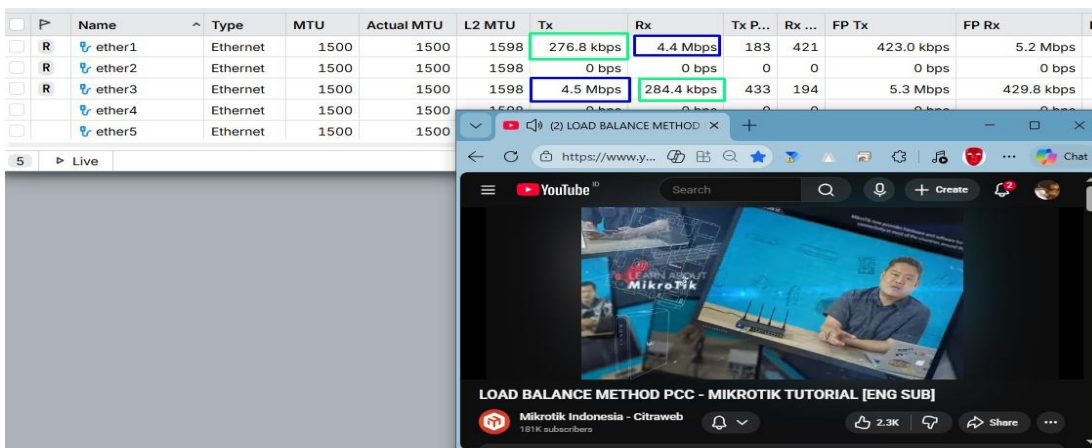 Name Type MTU Actual MTU L2 MTU Tx Rx Tx P... Rx ... FP Tx FP Rx
R ether1 Ethernet 1500 1500 1598 276.8 kbps 4.4 Mbps 183 421 423.0 kbps 5.2 Mbps
R ether2 Ethernet 1500 1500 1598 0 bps 0 bps 0 0 0 bps 0 bps
R ether3 Ethernet 1500 1500 1598 4.5 Mbps 284.4 kbps 433 194 5.3 Mbps 429.8 kbps
ether4 Ethernet 1500 1500
ether5 Ethernet 1500 1500
5 Live
(2) LOAD BALANCE METHOD
https://www.y... Chat
YouTube ID Search Create 2
LEARN ABOUT
MikroTik
LOAD BALANCE METHOD PCC - MIKROTIK TUTORIAL [ENG SUB]
Mikrotik Indonesia - Citraweb
181K subscribers
2.3K Share